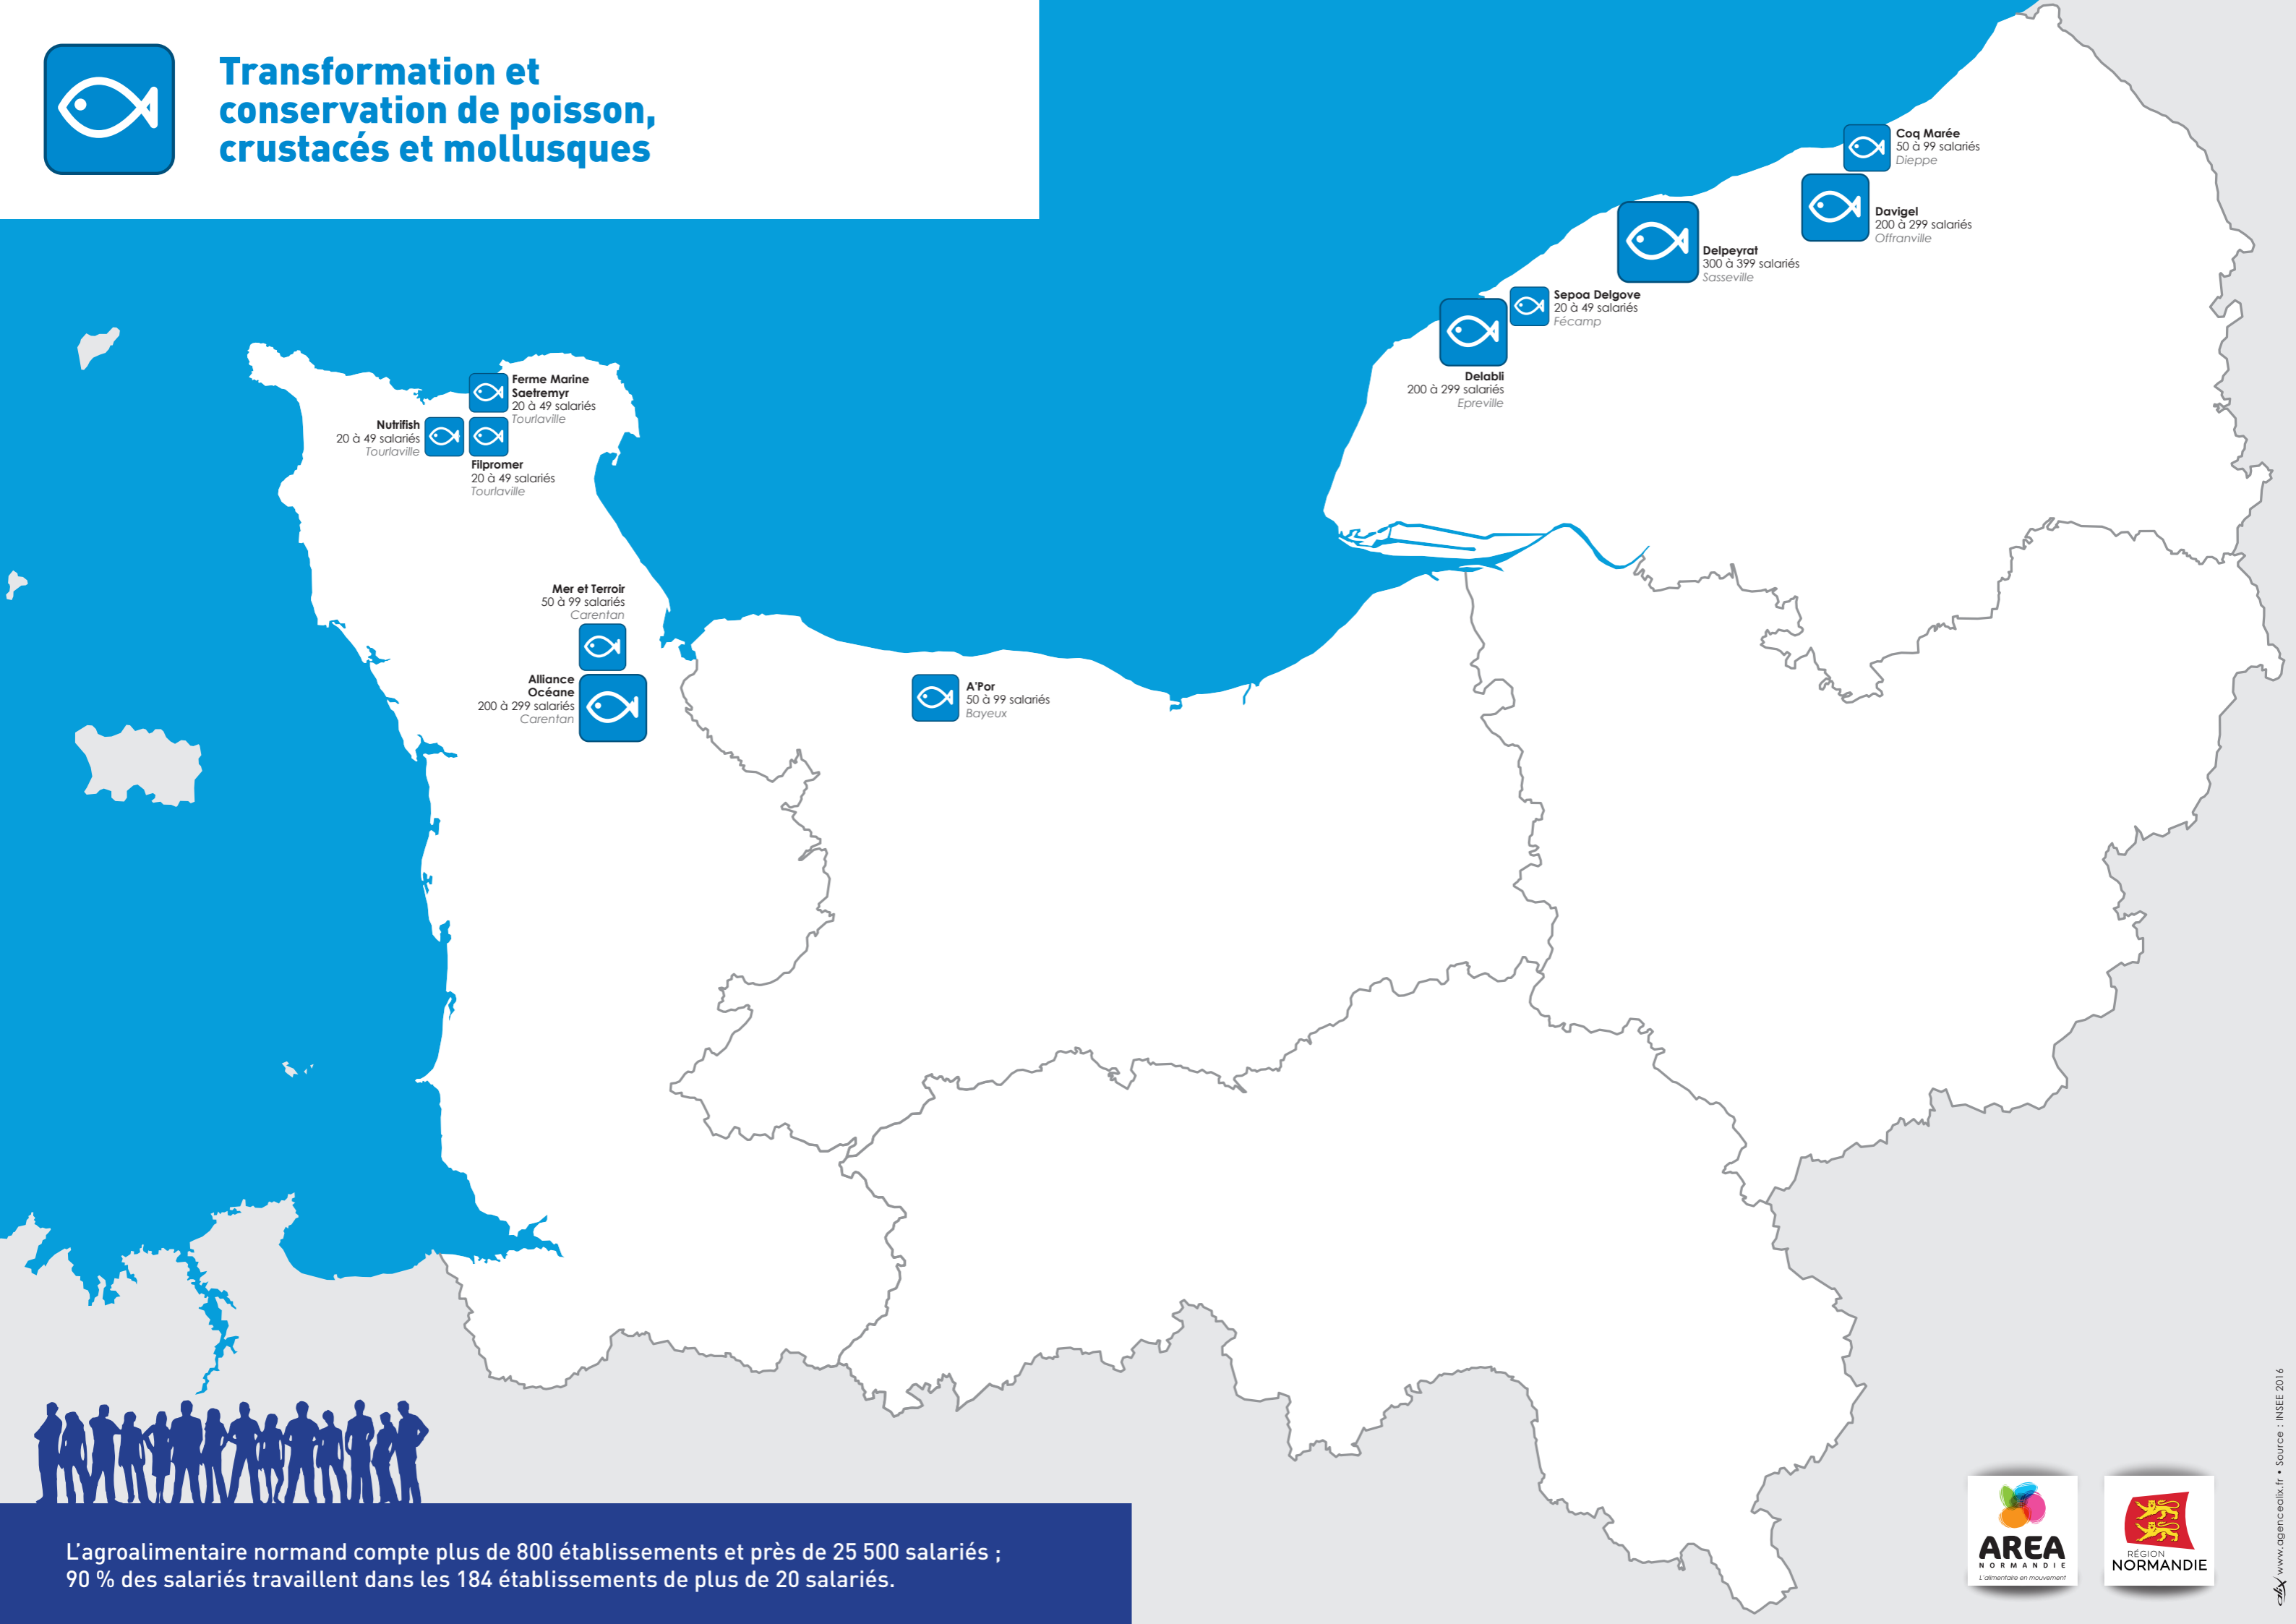 Transformation et
conservation de poisson,
crustacés et mollusques
Coq Marée
50 à 99 salariés
Dieppe
Davigel
200 à 299 salariés
Offranville
Delpeyrat
300 à 399 salariés
Sasseville
Sepoa Delgove
20 à 49 salariés
Fécamp
Delabli
200 à 299 salariés
Epreville
Ferme Marine
Saetremyr
20 à 49 salariés
Tourlaville
Nutrifish
20 à 49 salariés
Tourlaville
Filpromer
20 à 49 salariés
Tourlaville
Mer et Terroir
50 à 99 salariés
Carentan
Alliance
Océane
200 à 299 salariés
Carentan
A'Por
50 à 99 salariés
Bayeux
L'agroalimentaire normand compte plus de 800 établissements et près de 25 500 salariés ;
90 % des salariés travaillent dans les 184 établissements de plus de 20 salariés.
AREA
NORMANDIE
L'alimentaire en mouvement
RÉGION
NORMANDIE
alix www.agencealix.fr • Source : INSEE 2016